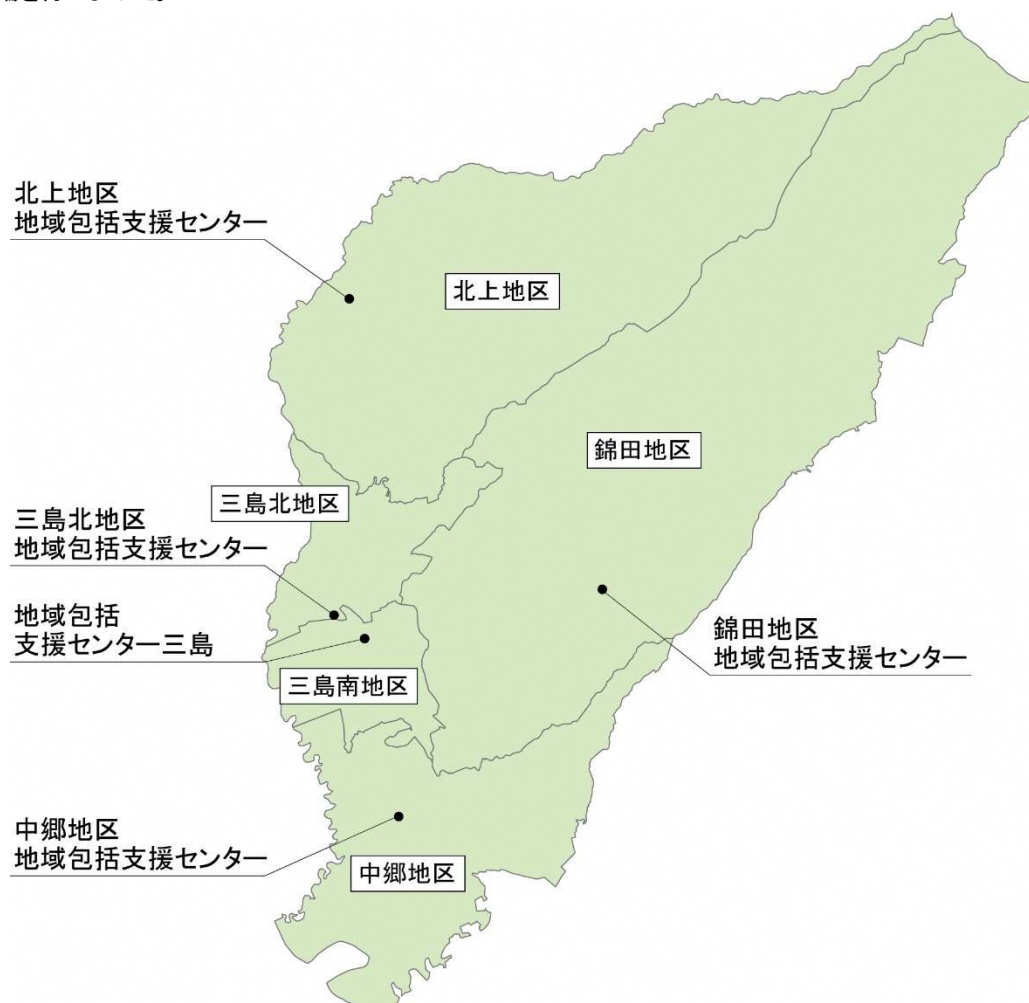 北上地区
地域包括支援センター
北上地区
錦田地区
三島北地区
三島北地区
地域包括支援センター
地域包括
支援センター三島
三島南地区
錦田地区
地域包括支援センター
中郷地区
地域包括支援センター
中郷地区